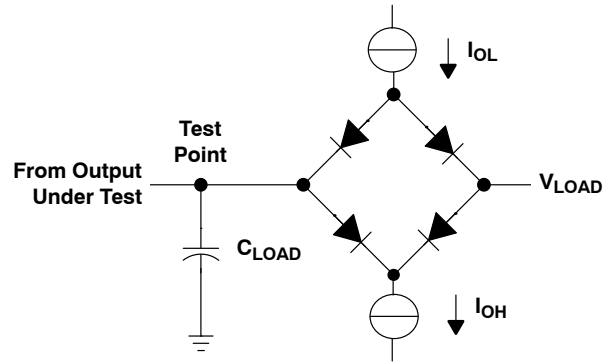 I_OL
Test
Point
From Output
Under Test
V_LOAD
C_LOAD
I_OH